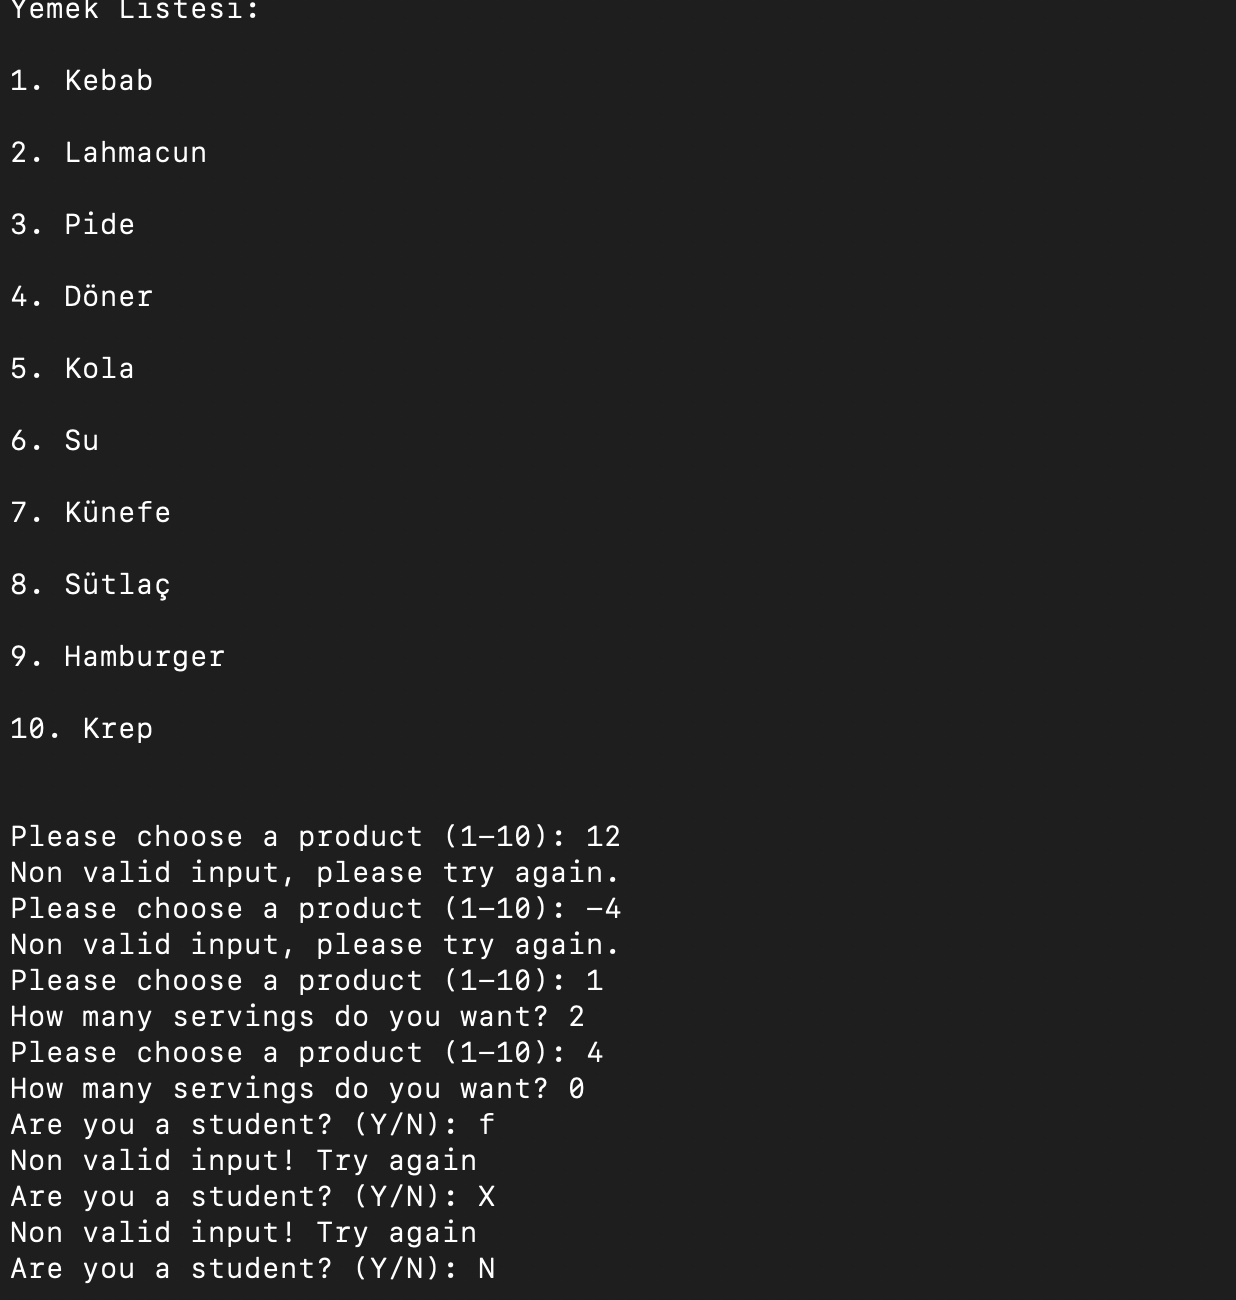 Yemek Listesi:
1. Kebab
2. Lahmacun
3. Pide
4. Döner
5. Kola
6. Su
7. Künefe
8. Sütlaç
9. Hamburger
10. Krep
Please choose a product (1-10): 12
Non valid input, please try again.
Please choose a product (1-10): -4
Non valid input, please try again.
Please choose a product (1-10): 1
How many servings do you want? 2
Please choose a product (1-10): 4
How many servings do you want? 0
Are you a student? (Y/N): f
Non valid input! Try again
Are you a student? (Y/N): X
Non valid input! Try again
Are you a student? (Y/N): N